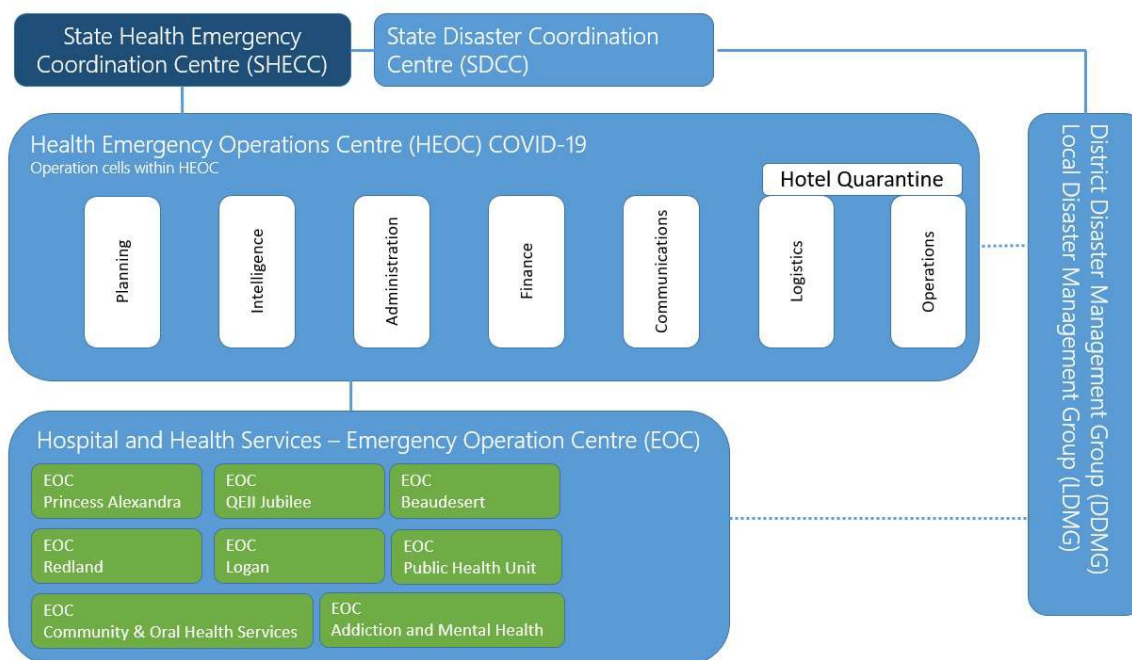 State Health Emergency
Coordination Centre (SHECC)
State Disaster Coordination
Centre (SDCC)
Health Emergency Operations Centre (HEOC) COVID-19
Operation cells within HEOC
Hotel Quarantine
Planning
Intelligence
Administration
Finance
Communications
Logistics
Operations
District Disaster Management Group (DDMG)
Local Disaster Management Group (LDMG)
Hospital and Health Services – Emergency Operation Centre (EOC)
EOC
Princess Alexandra
EOC
QEII Jubilee
EOC
Beaudesert
EOC
Redland
EOC
Logan
EOC
Public Health Unit
EOC
Community & Oral Health Services
EOC
Addiction and Mental Health